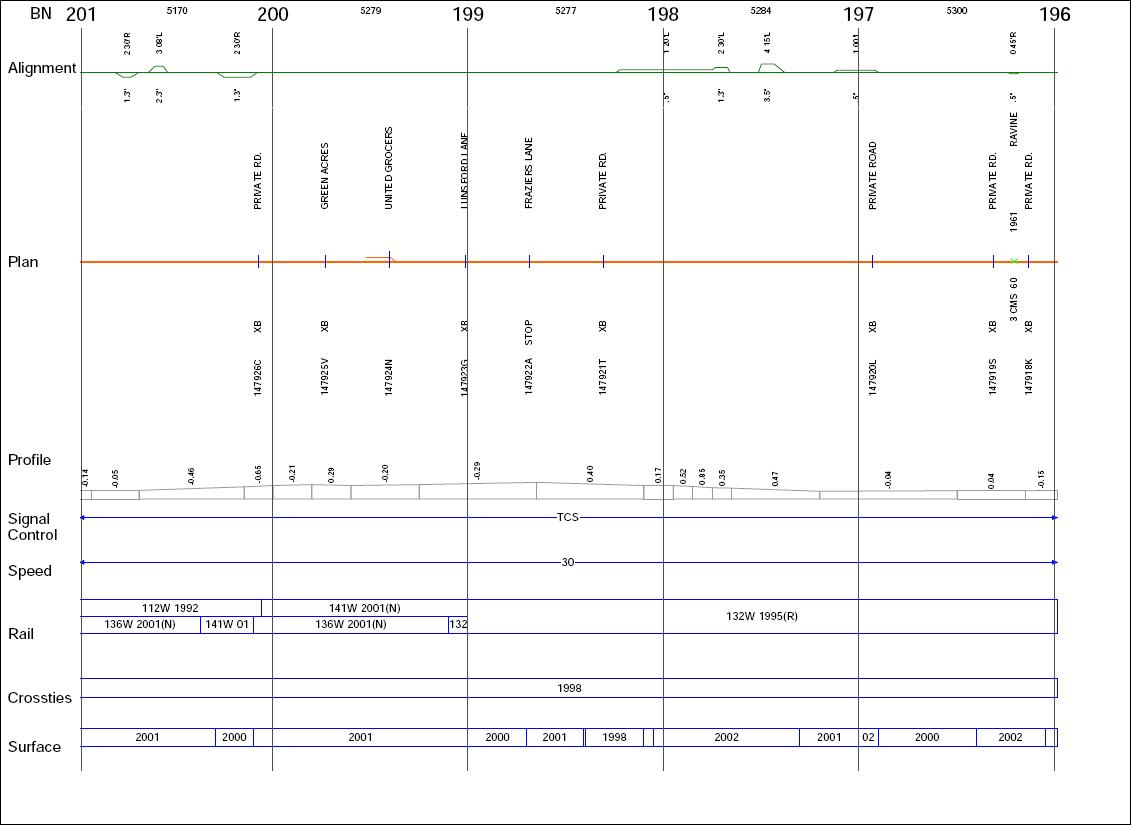 BN 201 5170 200 5279 199 5277 198 5284 197 5300 196
2 30'R 3 08'L 2 30'R 1 20'L 2 30'L 4 15'L 0 45'R
Alignment
1.3" 2.3" 1.3" .5" 1.3" 3.5" .5" .5"
PRIVATE RD. GREEN ACRES UNITED GROCERS LUNSFORD LANE FRAZIERS LANE PRIVATE RD. PRIVATE ROAD PRIVATE RD. RAVINE PRIVATE RD.
1961
Plan
3 CMS 60
XB XB XB STOP XB XB XB XB
147926C 147925V 147924N 147923G 147922A 147921T 147920L 147919S 147918K
Profile
-0.14 -0.05 -0.46 -0.65 -0.21 0.29 -0.20 -0.29 0.40 0.17 0.52 0.85 0.35 0.47 -0.04 0.04 -0.15
Signal
Control
TCS
Speed
30
112W 1992 141W 2001(N) 132W 1995(R)
136W 2001(N) 141W 01 136W 2001(N) 132
Rail
Crossties
1998
Surface
2001 2000 2001 2000 2001 1998 2002 2001 02 2000 2002